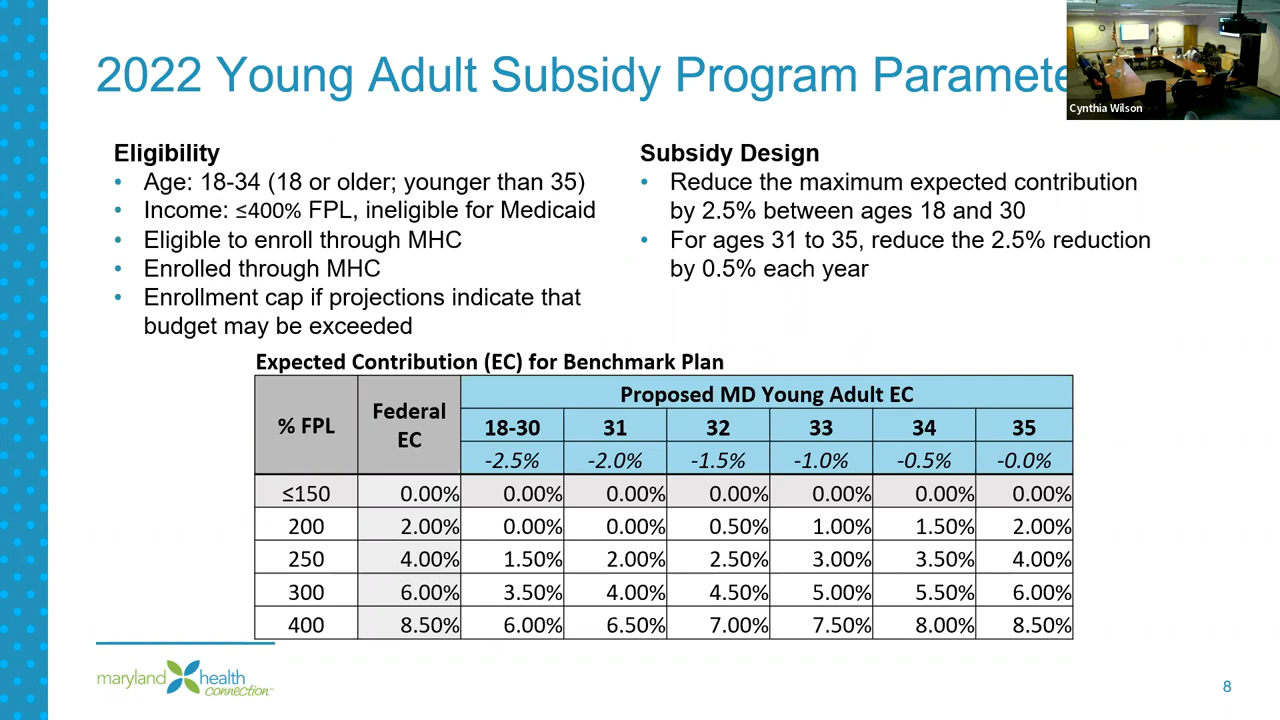 2022 Young Adult Subsidy Program Paramete
Cynthia Wilson
Eligibility
• Age: 18-34 (18 or older; younger than 35)
• Income: ≤400% FPL, ineligible for Medicaid
• Eligible to enroll through MHC
• Enrolled through MHC
• Enrollment cap if projections indicate that
budget may be exceeded
Subsidy Design
• Reduce the maximum expected contribution
by 2.5% between ages 18 and 30
• For ages 31 to 35, reduce the 2.5% reduction
by 0.5% each year
Expected Contribution (EC) for Benchmark Plan
% FPL Federal EC Proposed MD Young Adult EC
18-30 31 32 33 34 35
-2.5% -2.0% -1.5% -1.0% -0.5% -0.0%
≤150 0.00% 0.00% 0.00% 0.00% 0.00% 0.00% 0.00%
200 2.00% 0.00% 0.00% 0.50% 1.00% 1.50% 2.00%
250 4.00% 1.50% 2.00% 2.50% 3.00% 3.50% 4.00%
300 6.00% 3.50% 4.00% 4.50% 5.00% 5.50% 6.00%
400 8.50% 6.00% 6.50% 7.00% 7.50% 8.00% 8.50%
maryland health
connection
8